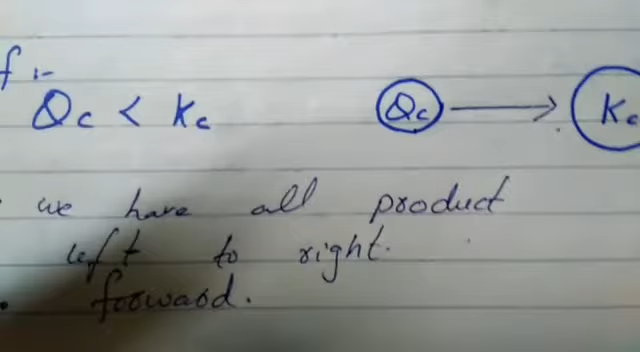 f :-
Qc < Kc Qc → Kc
we have all product
left to right.
forward.